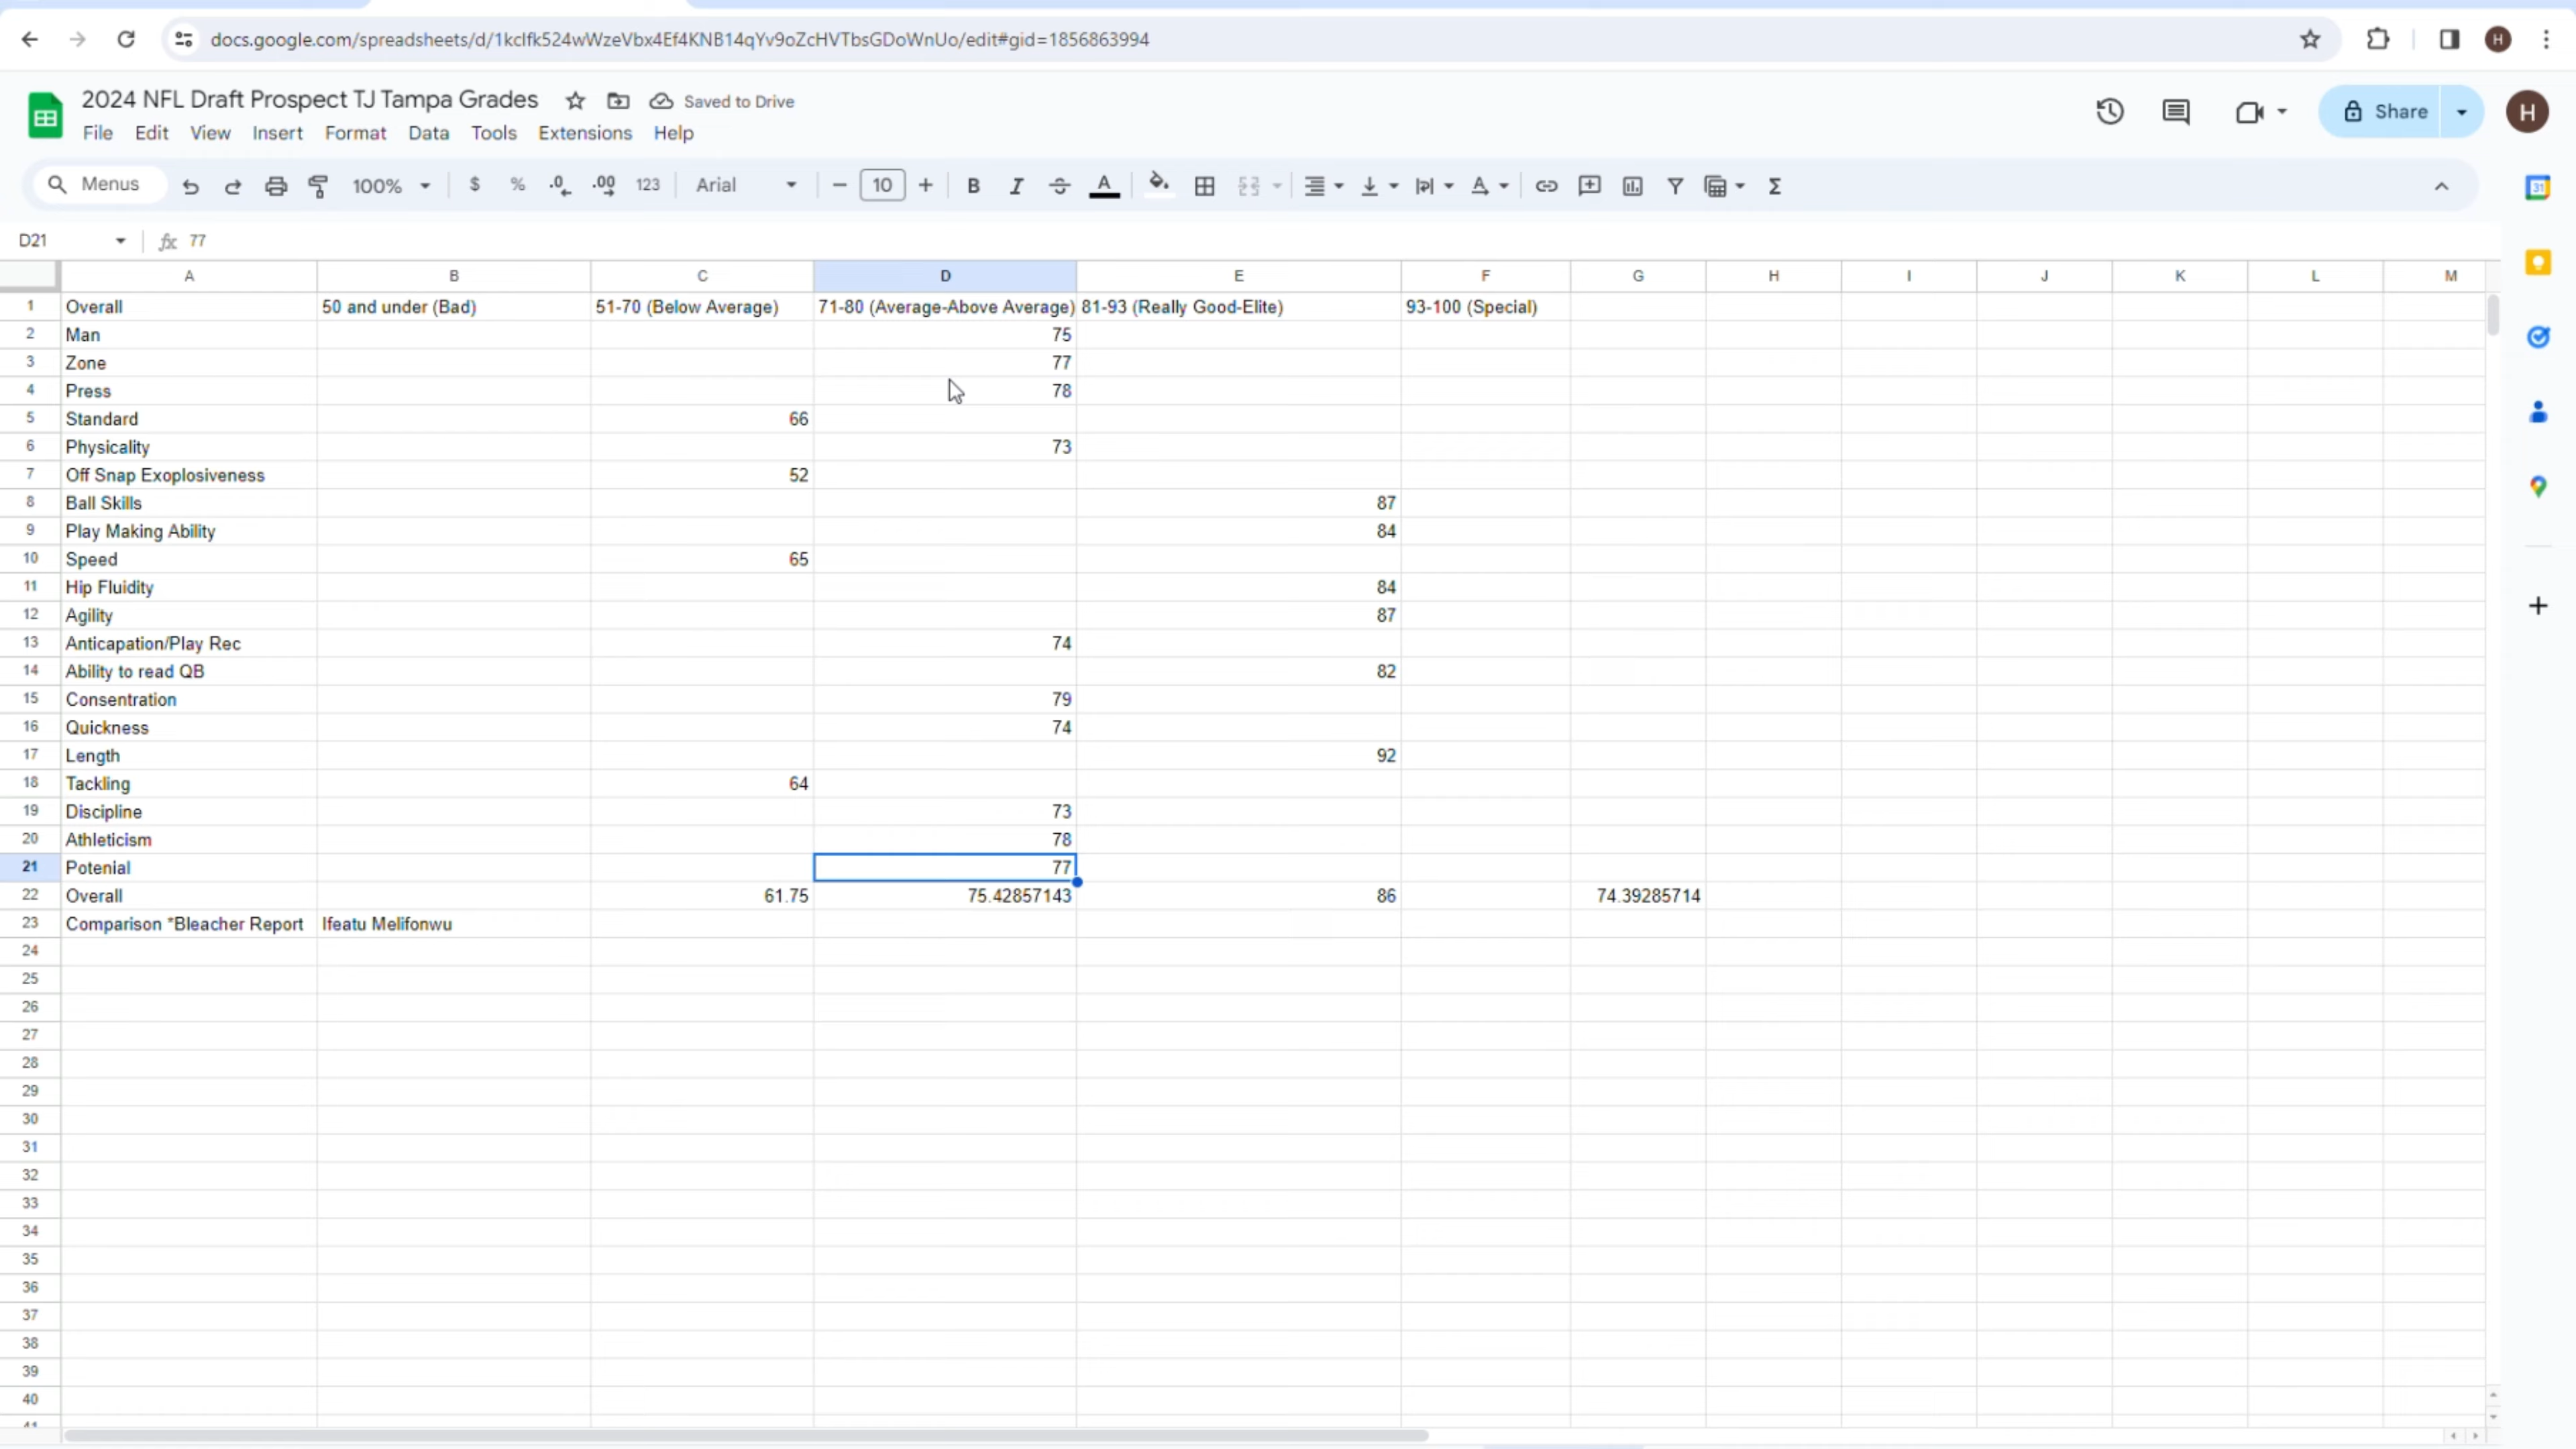 docs.google.com/spreadsheets/d/1kcIfk524wWzeVbx4Ef4KNB14qYv9oZcHVTbsGDoWnUo/edit#gid=1856863994 H
2024 NFL Draft Prospect TJ Tampa Grades Saved to Drive
File Edit View Insert Format Data Tools Extensions Help Share H
Menus 100% $ % .0 .00 123 Arial 10 B I S A A Σ 31
D21 fx 77
A B C D E F G H I J K L M
1 Overall 50 and under (Bad) 51-70 (Below Average) 71-80 (Average-Above Average) 81-93 (Really Good-Elite) 93-100 (Special)
2 Man 75
3 Zone 77
4 Press 78
5 Standard 66
6 Physicality 73
7 Off Snap Exoplosiveness 52
8 Ball Skills 87
9 Play Making Ability 84
10 Speed 65
11 Hip Fluidity 84
12 Agility 87
13 Anticapation/Play Rec 74
14 Ability to read QB 82
15 Consentration 79
16 Quickness 74
17 Length 92
18 Tackling 64
19 Discipline 73
20 Athleticism 78
21 Potenial 77
22 Overall 61.75 75.42857143 86 74.39285714
23 Comparison *Bleacher Report Ifeatu Melifonwu
24
25
26
27
28
29
30
31
32
33
34
35
36
37
38
39
40
41